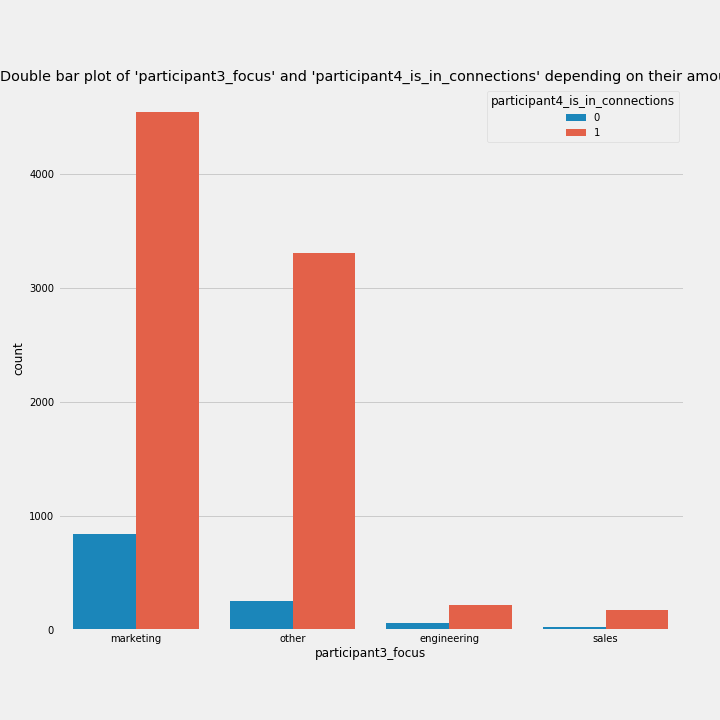 Double bar plot of 'participant3_focus' and 'participant4_is_in_connections' depending on their
participant4_is_in_connections
0
1
4000
3000
2000
1000
0
count
marketing other engineering sales
participant3_focus